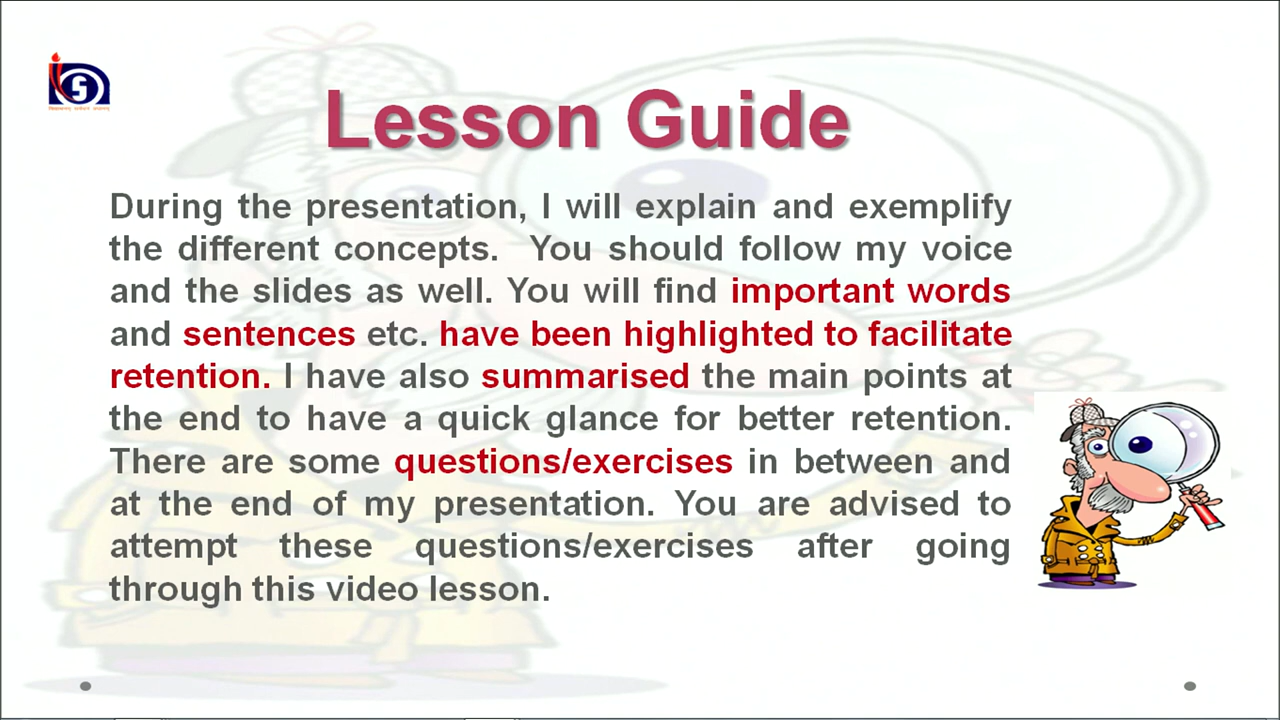 Lesson Guide
During the presentation, I will explain and exemplify
the different concepts. You should follow my voice
and the slides as well. You will find important words
and sentences etc. have been highlighted to facilitate
retention. I have also summarised the main points at
the end to have a quick glance for better retention.
There are some questions/exercises in between and
at the end of my presentation. You are advised to
attempt these questions/exercises after going
through this video lesson.